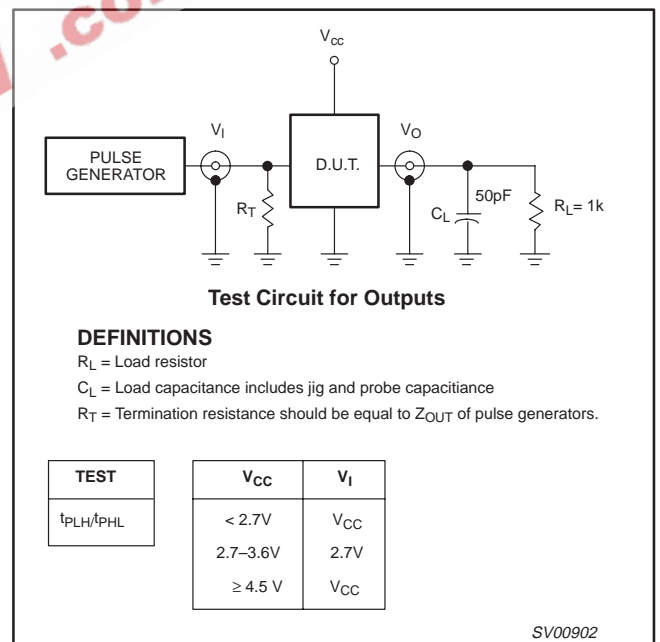 .co
V_cc
V_I
V_O
PULSE
GENERATOR
D.U.T.
R_T
50pF
C_L
R_L= 1k
Test Circuit for Outputs
DEFINITIONS
R_L = Load resistor
C_L = Load capacitance includes jig and probe capacitiance
R_T = Termination resistance should be equal to Z_OUT of pulse generators.
TEST
t_PLH/t_PHL
V_CC V_I
< 2.7V V_CC
2.7–3.6V 2.7V
≥ 4.5 V V_CC
SV00902